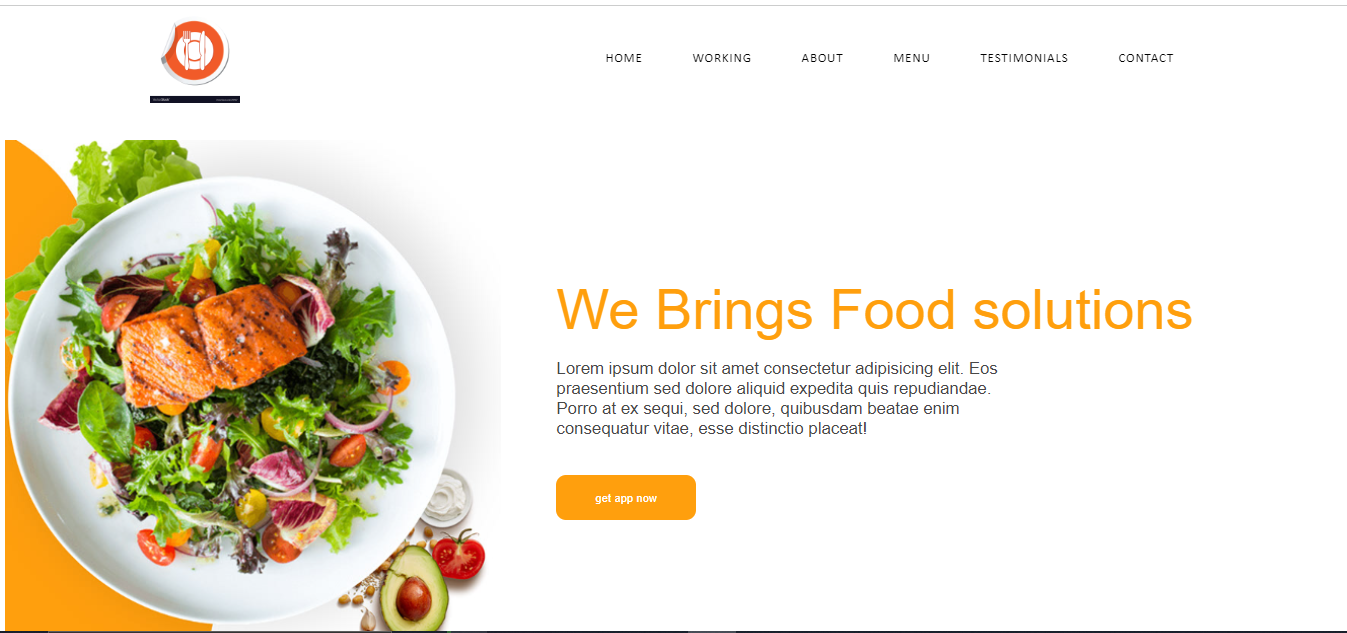 HOME WORKING ABOUT MENU TESTIMONIALS CONTACT
We Brings Food solutions
Lorem ipsum dolor sit amet consectetur adipisicing elit. Eos
praesentium sed dolore aliquid expedita quis repudiandae.
Porro at ex sequi, sed dolore, quibusdam beatae enim
consequatur vitae, esse distinctio placeat!
get app now